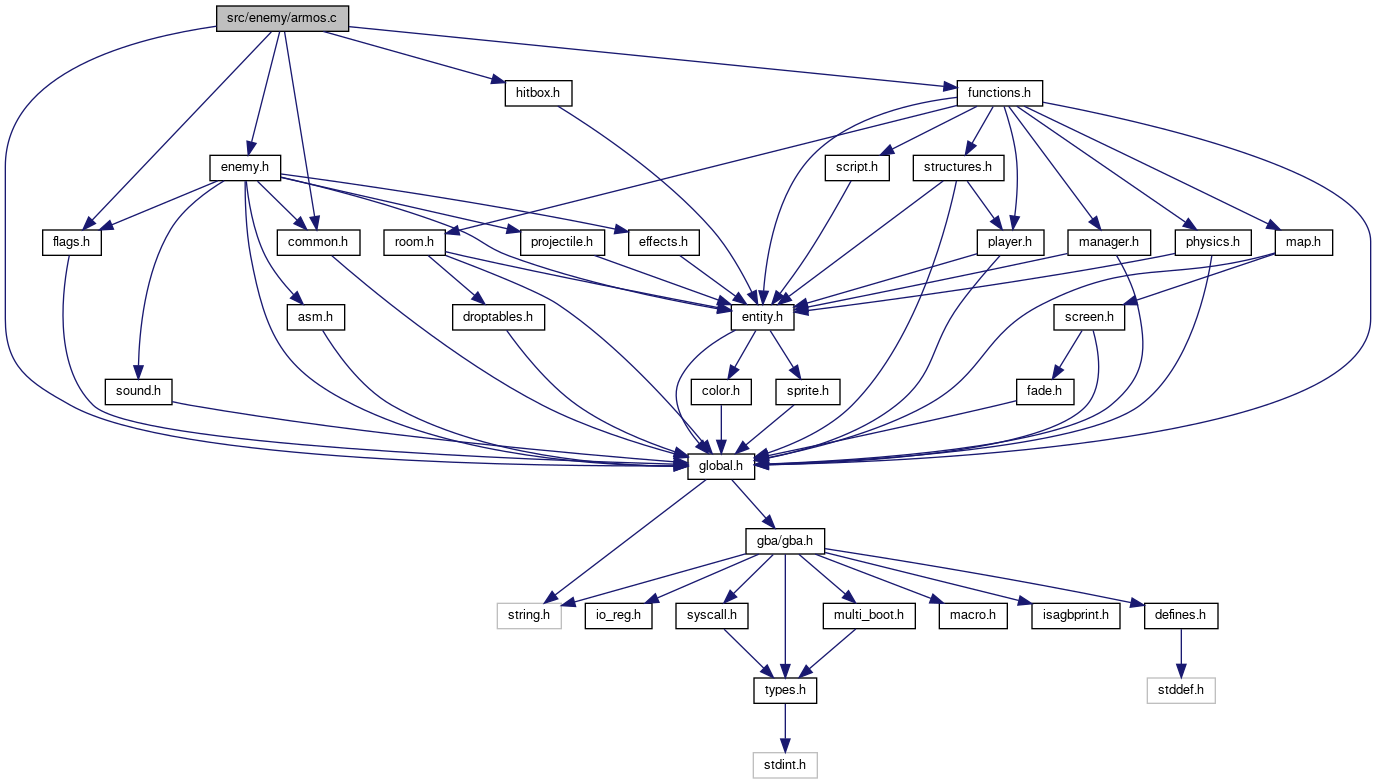 src/enemy/armos.c
hitbox.h
functions.h
enemy.h
script.h
structures.h
flags.h
common.h
room.h
projectile.h
effects.h
player.h
manager.h
physics.h
map.h
asm.h
droptables.h
entity.h
screen.h
sound.h
color.h
sprite.h
fade.h
global.h
gba/gba.h
string.h
io_reg.h
syscall.h
multi_boot.h
macro.h
isagbprint.h
defines.h
types.h
stddef.h
stdint.h